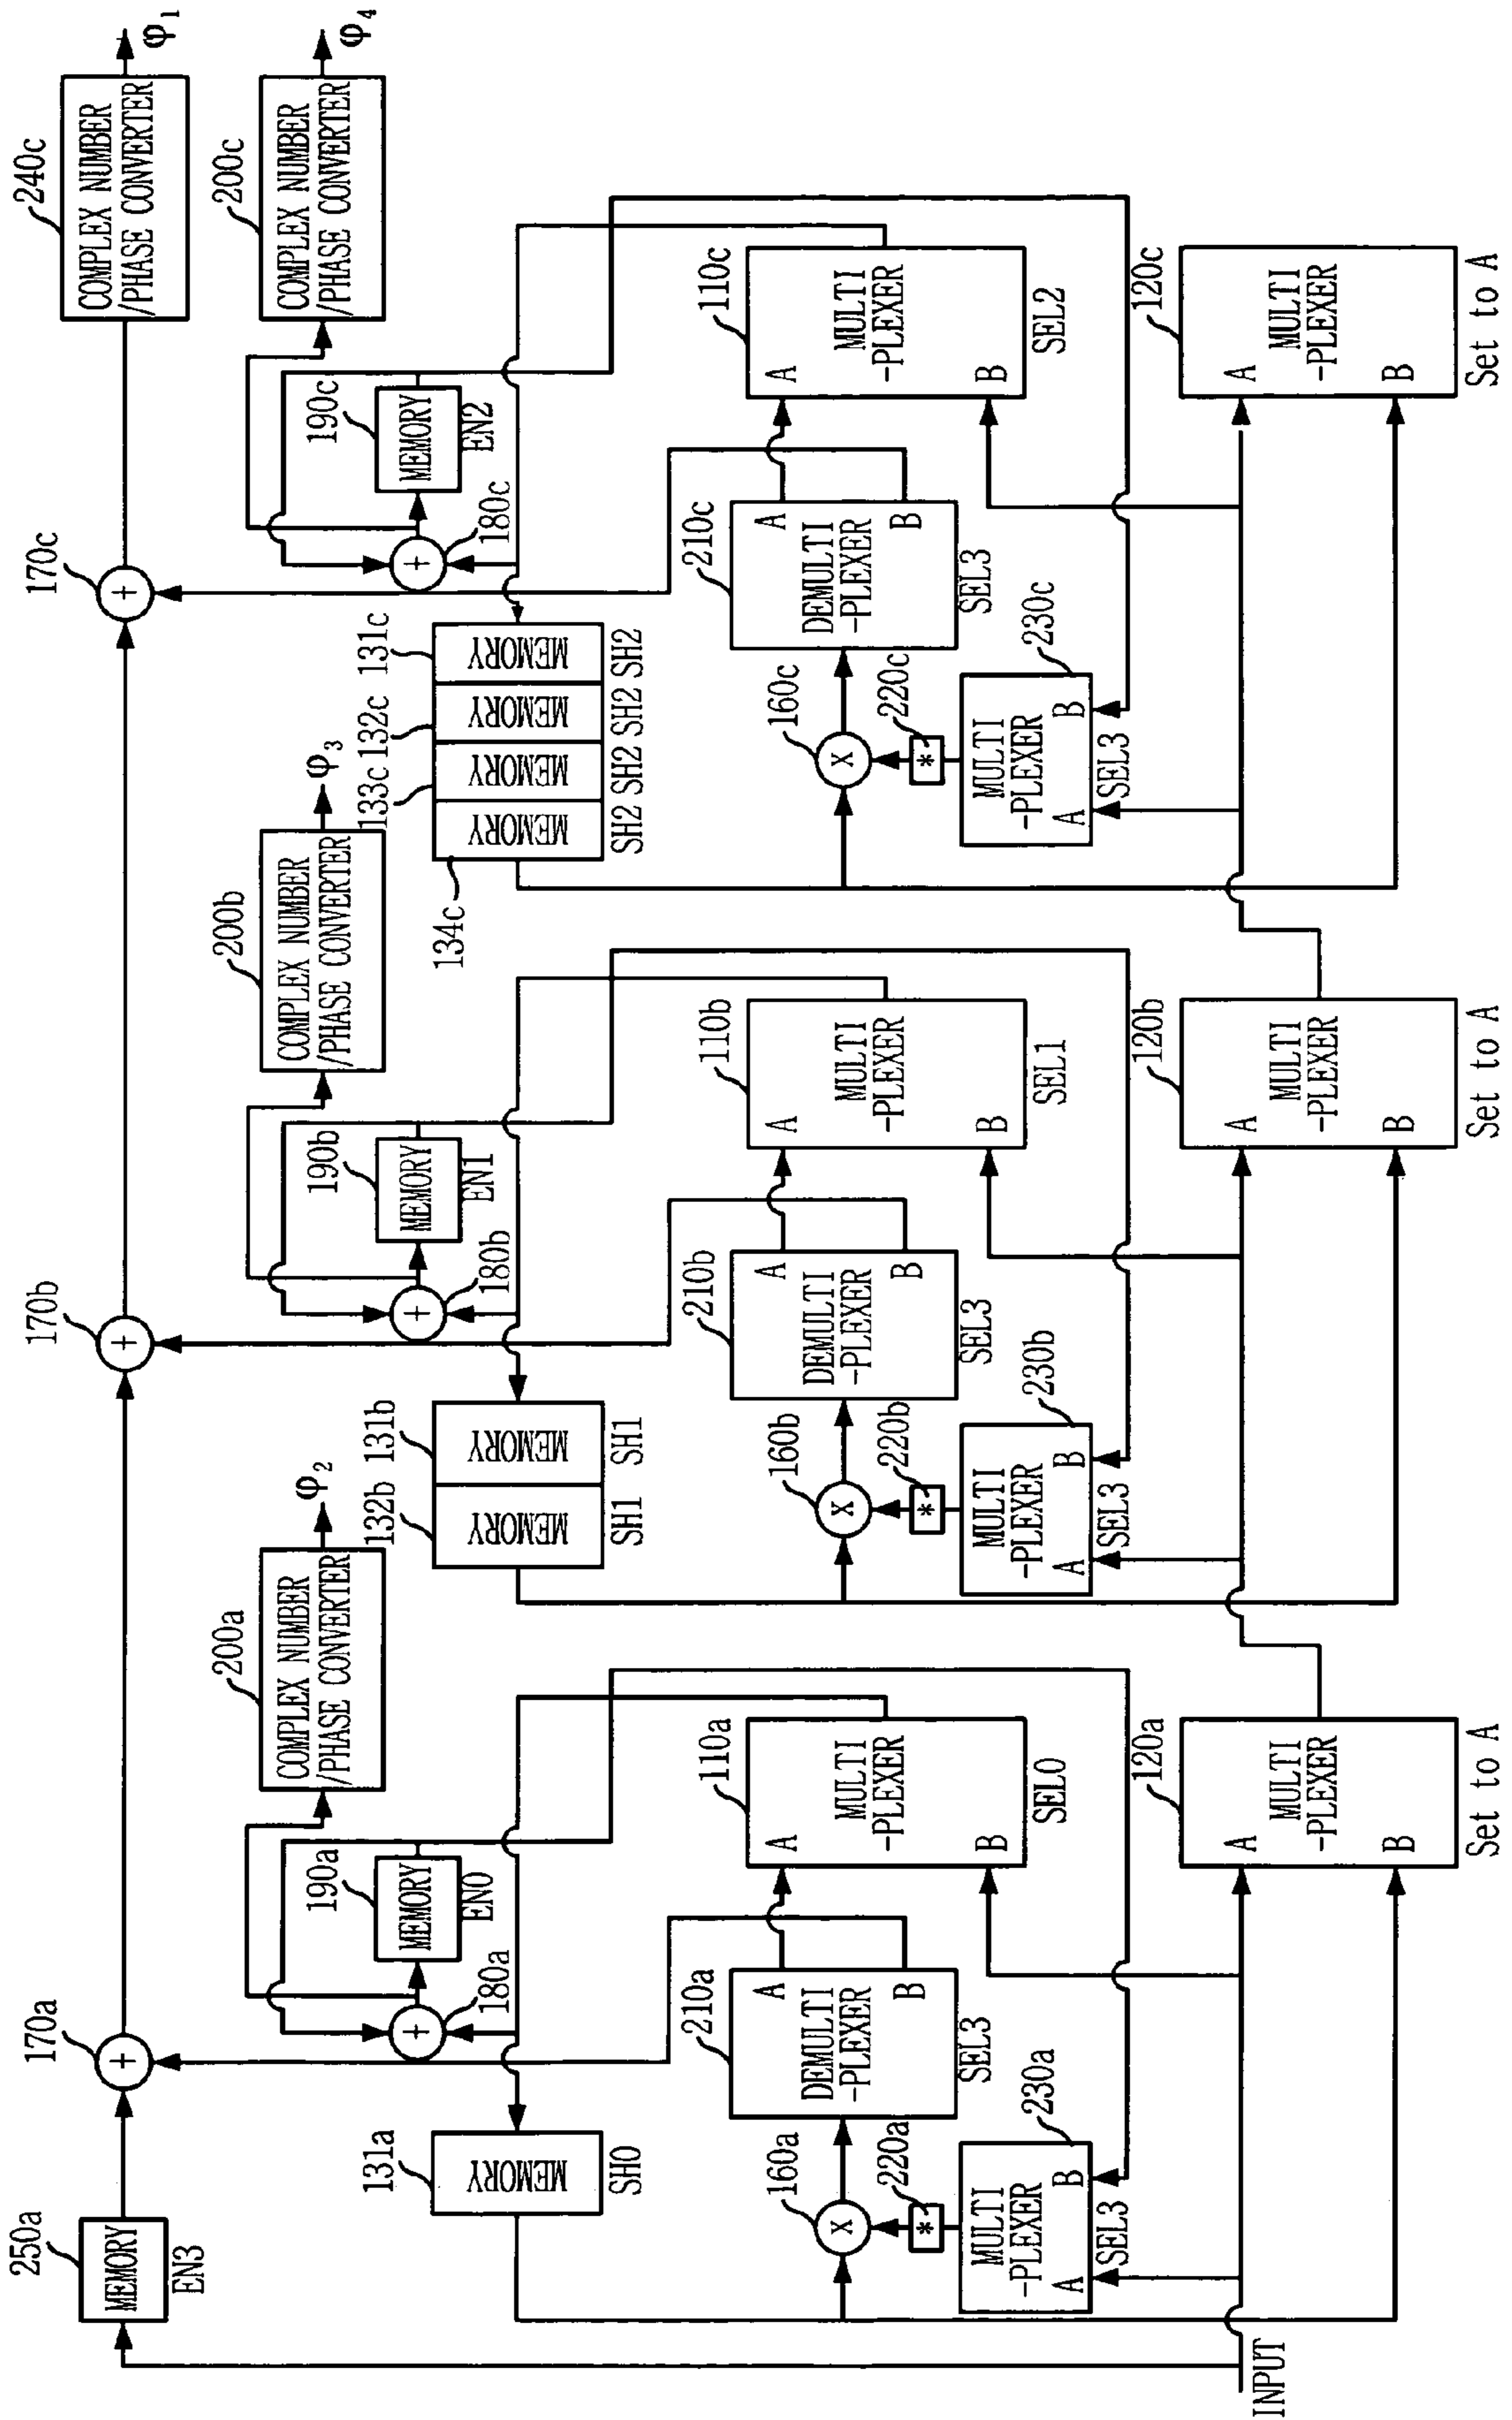 240c
COMPLEX NUMBER
/PHASE CONVERTER
φ1
200c
COMPLEX NUMBER
/PHASE CONVERTER
φ4
170c
+
190c
MEMORY
EN2
180c
+
131c
132c
133c
134c
MEMORY
MEMORY
MEMORY
MEMORY
SH2
SH2
SH2
SH2
110c
A
MULTI
-PLEXER
B
SEL2
210c
A
DEMULTI
-PLEXER
B
SEL3
160c
x
220c
*
230c
MULTI
-PLEXER
A
B
SEL3
120c
A
MULTI
-PLEXER
B
Set to A
200b
COMPLEX NUMBER
/PHASE CONVERTER
φ3
170b
+
190b
MEMORY
EN1
180b
+
131b
132b
MEMORY
MEMORY
SH1
SH1
110b
A
MULTI
-PLEXER
B
SEL1
210b
A
DEMULTI
-PLEXER
B
SEL3
160b
x
220b
*
230b
MULTI
-PLEXER
A
B
SEL3
120b
A
MULTI
-PLEXER
B
Set to A
200a
COMPLEX NUMBER
/PHASE CONVERTER
φ2
170a
+
190a
MEMORY
EN0
180a
+
131a
MEMORY
SH0
110a
A
MULTI
-PLEXER
B
SEL0
210a
A
DEMULTI
-PLEXER
B
SEL3
160a
x
220a
*
230a
MULTI
-PLEXER
A
B
SEL3
120a
A
MULTI
-PLEXER
B
Set to A
250a
MEMORY
EN3
INPUT